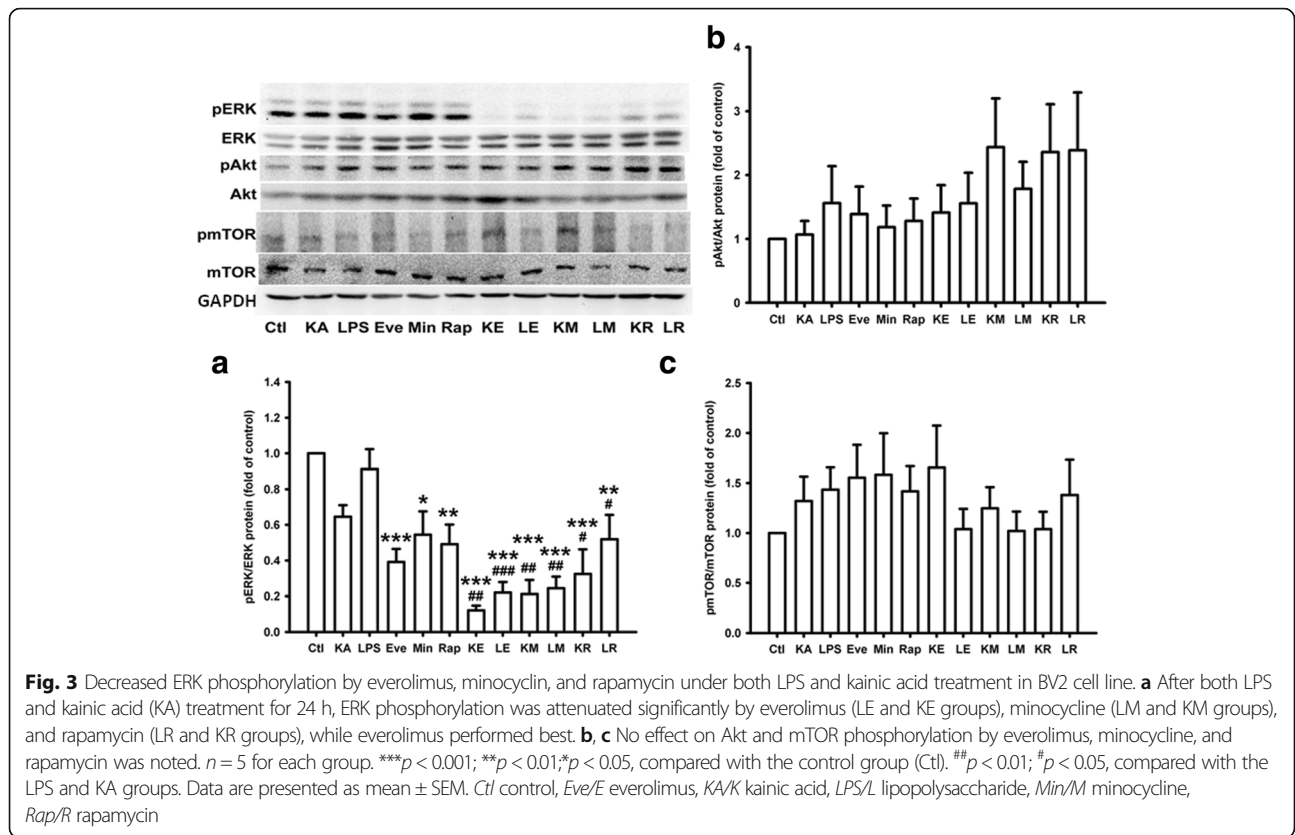 pERK
ERK
pAkt
Akt
pmTOR
mTOR
GAPDH
Ctl KA LPS Eve Min Rap KE LE KM LM KR LR
b
pAkt/Akt protein (fold of control)
4
3
2
1
0
Ctl KA LPS Eve Min Rap KE LE KM LM KR LR
a
pERK/ERK protein (fold of control)
1.4
1.2
1.0
0.8
0.6
0.4
0.2
0.0
*** * ** *** *** *** *** *** **
## ### ## ## # #
Ctl KA LPS Eve Min Rap KE LE KM LM KR LR
c
pmTOR/mTOR protein (fold of control)
2.5
2.0
1.5
1.0
0.5
0.0
Ctl KA LPS Eve Min Rap KE LE KM LM KR LR
Fig. 3 Decreased ERK phosphorylation by everolimus, minocyclin, and rapamycin under both LPS and kainic acid treatment in BV2 cell line. a After both LPS
and kainic acid (KA) treatment for 24 h, ERK phosphorylation was attenuated significantly by everolimus (LE and KE groups), minocycline (LM and KM groups),
and rapamycin (LR and KR groups), while everolimus performed best. b, c No effect on Akt and mTOR phosphorylation by everolimus, minocycline, and
rapamycin was noted. n = 5 for each group. ***p < 0.001; **p < 0.01;*p < 0.05, compared with the control group (Ctl). ##p < 0.01; #p < 0.05, compared with the
LPS and KA groups. Data are presented as mean ± SEM. Ctl control, Eve/E everolimus, KA/K kainic acid, LPS/L lipopolysaccharide, Min/M minocycline,
Rap/R rapamycin